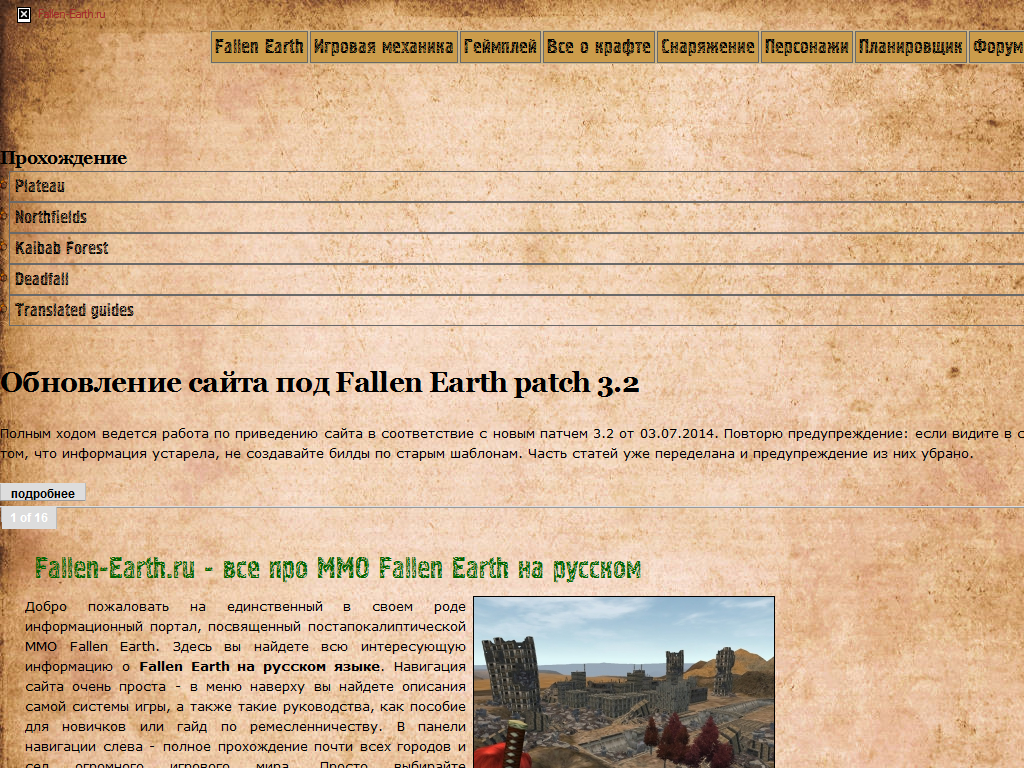 Fallen-Earth.ru
Fallen Earth Игровая механика Геймплей Все о крафте Снаряжение Персонажи Планировщик Форум
Прохождение
Plateau
Northfields
Kaibab Forest
Deadfall
Translated guides
Обновление сайта под Fallen Earth patch 3.2
Полным ходом ведется работа по приведению сайта в соответствие с новым патчем 3.2 от 03.07.2014. Повторю предупреждение: если видите в с
том, что информация устарела, не создавайте билды по старым шаблонам. Часть статей уже переделана и предупреждение из них убрано.
подробнее
1 of 16
Fallen-Earth.ru - все про ММО Fallen Earth на русском
Добро пожаловать на единственный в своем роде
информационный портал, посвященный постапокалиптической
ММО Fallen Earth. Здесь вы найдете всю интересующую
информацию о Fallen Earth на русском языке. Навигация
сайта очень проста - в меню наверху вы найдете описания
самой системы игры, а также такие руководства, как пособие
для новичков или гайд по ремесленничеству. В панели
навигации слева - полное прохождение почти всех городов и
сел огромного игрового мира. Просто выбирайте